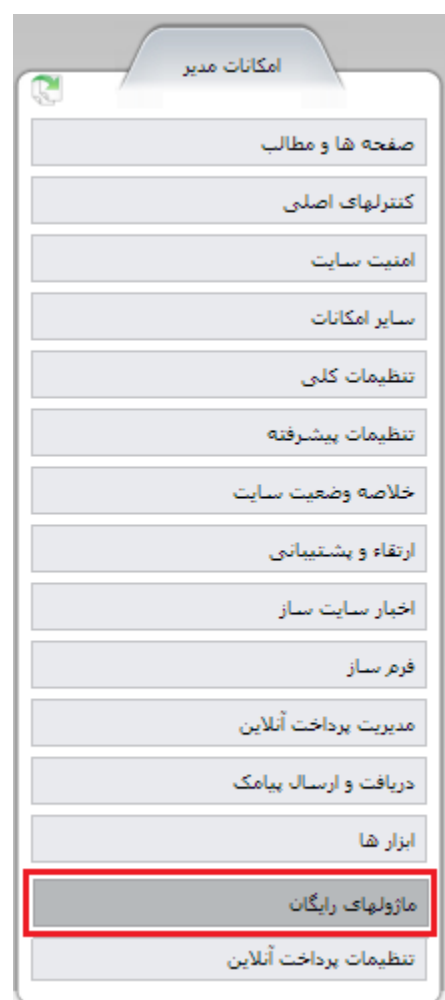 امکانات مدیر
صفحه ها و مطالب
کنترلهای اصلی
امنیت سایت
سایر امکانات
تنظیمات کلی
تنظیمات پیشرفته
خلاصه وضعیت سایت
ارتقاء و پشتیبانی
اخبار سایت ساز
فرم ساز
مدیریت پرداخت آنلاین
دریافت و ارسال پیامک
ابزار ها
ماژولهای رایگان
تنظیمات پرداخت آنلاین